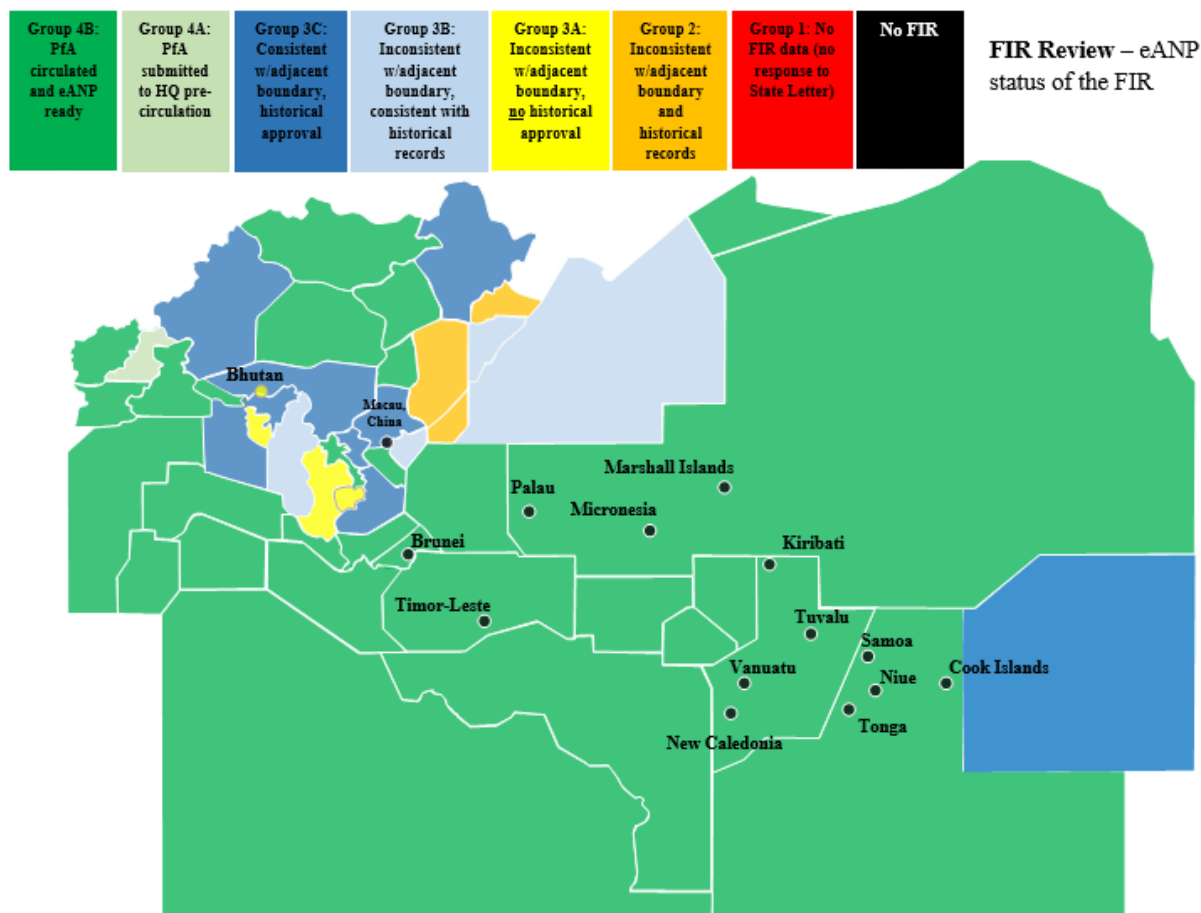 Group 4B:
PfA
circulated
and eANP
ready
Group 4A:
PfA
submitted
to HQ pre-
circulation
Group 3C:
Consistent
w/adjacent
boundary,
historical
approval
Group 3B:
Inconsistent
w/adjacent
boundary,
consistent with
historical
records
Group 3A:
Inconsistent
w/adjacent
boundary,
no historical
approval
Group 2:
Inconsistent
w/adjacent
boundary
and
historical
records
Group 1: No
FIR data (no
response to
State Letter)
No FIR
FIR Review – eANP
status of the FIR
Bhutan
Macau,
China
Marshall Islands
Palau
Micronesia
Brunei
Kiribati
Timor-Leste
Tuvalu
Samoa
Vanuatu
Niue
Cook Islands
Tonga
New Caledonia